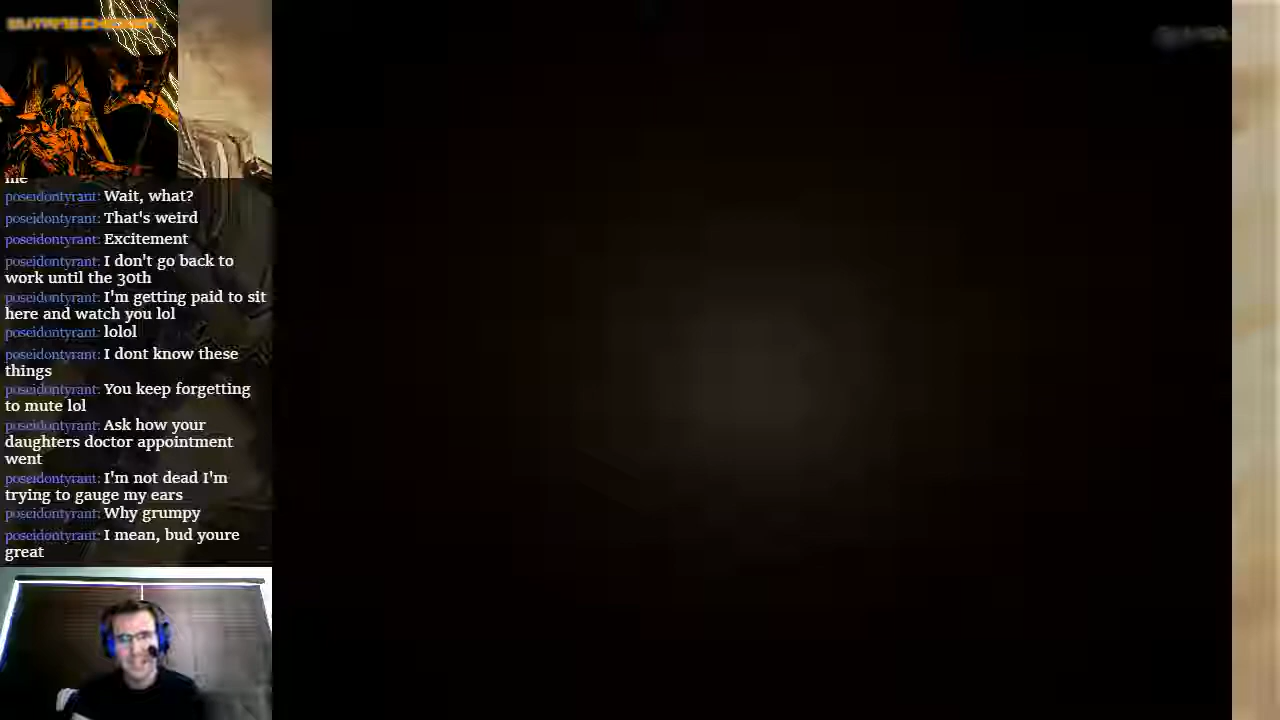 me
poseidontyrant: Wait, what?
poseidontyrant: That's weird
poseidontyrant: Excitement
poseidontyrant: I don't go back to
work until the 30th
poseidontyrant: I'm getting paid to sit
here and watch you lol
poseidontyrant: lolol
poseidontyrant: I dont know these
things
poseidontyrant: You keep forgetting
to mute lol
poseidontyrant: Ask how your
daughters doctor appointment
went
poseidontyrant: I'm not dead I'm
trying to gauge my ears
poseidontyrant: Why grumpy
poseidontyrant: I mean, bud youre
great